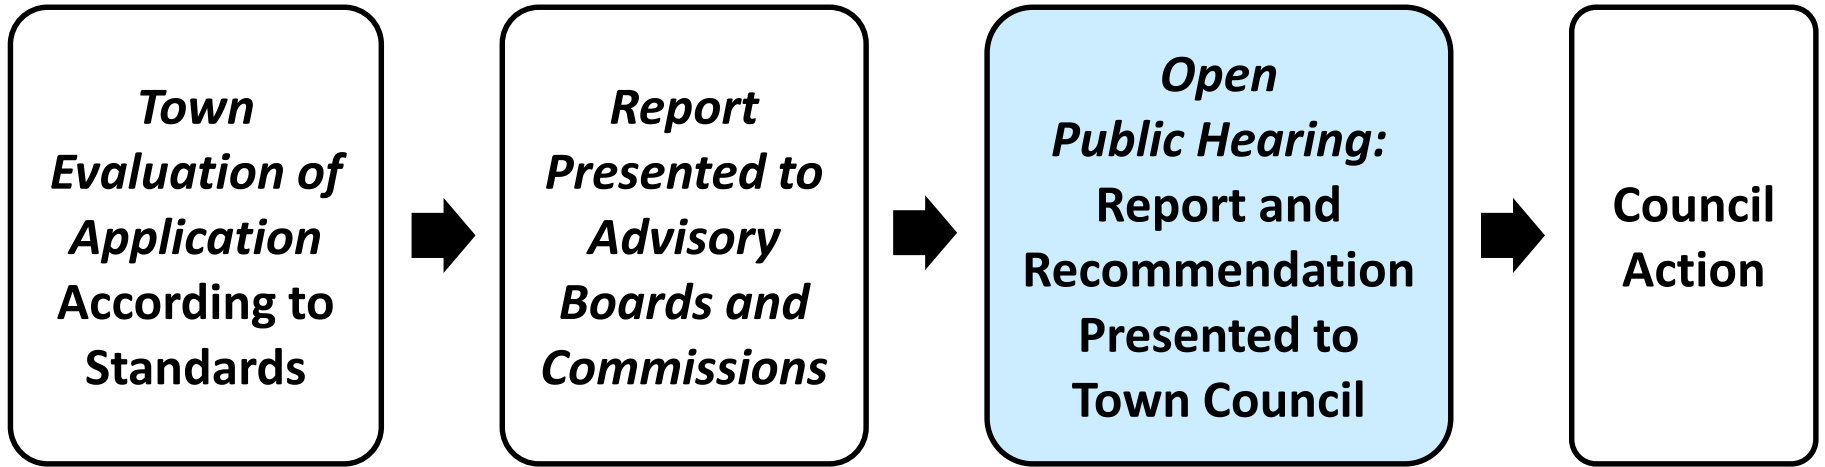 Town
Evaluation of
Application
According to
Standards
Report
Presented to
Advisory
Boards and
Commissions
Open
Public Hearing:
Report and
Recommendation
Presented to
Town Council
Council
Action